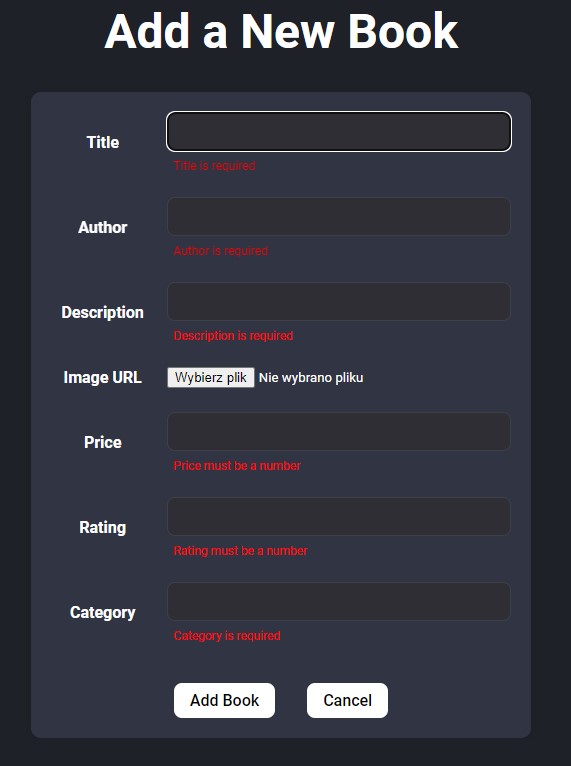 Add a New Book
Title
Title is required
Author
Author is required
Description
Description is required
Image URL Wybierz plik Nie wybrano pliku
Price
Price must be a number
Rating
Rating must be a number
Category
Category is required
Add Book Cancel